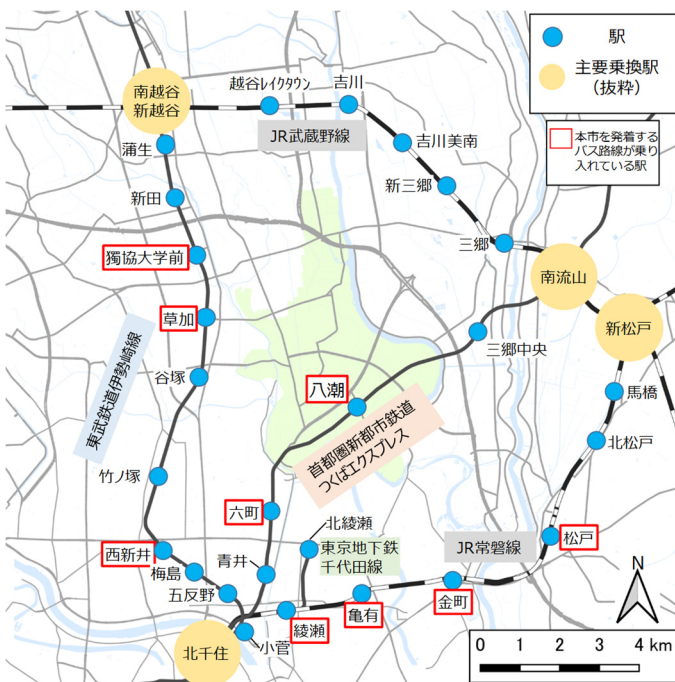 駅
主要乗換駅
（抜粋）
本市を発着する
バス路線が乗り
入れている駅
南越谷
新越谷
越谷レイクタウン
吉川
JR武蔵野線
蒲生
吉川美南
新田
新三郷
獨協大学前
三郷
南流山
草加
新松戸
三郷中央
東武鉄道伊勢崎線
谷塚
八潮
馬橋
首都圏新都市鉄道
つくばエクスプレス
北松戸
竹ノ塚
六町
北綾瀬
西新井
東京地下鉄
千代田線
JR常磐線
松戸
梅島
青井
五反野
亀有
金町
綾瀬
小菅
北千住
N
0 1 2 3 4 km